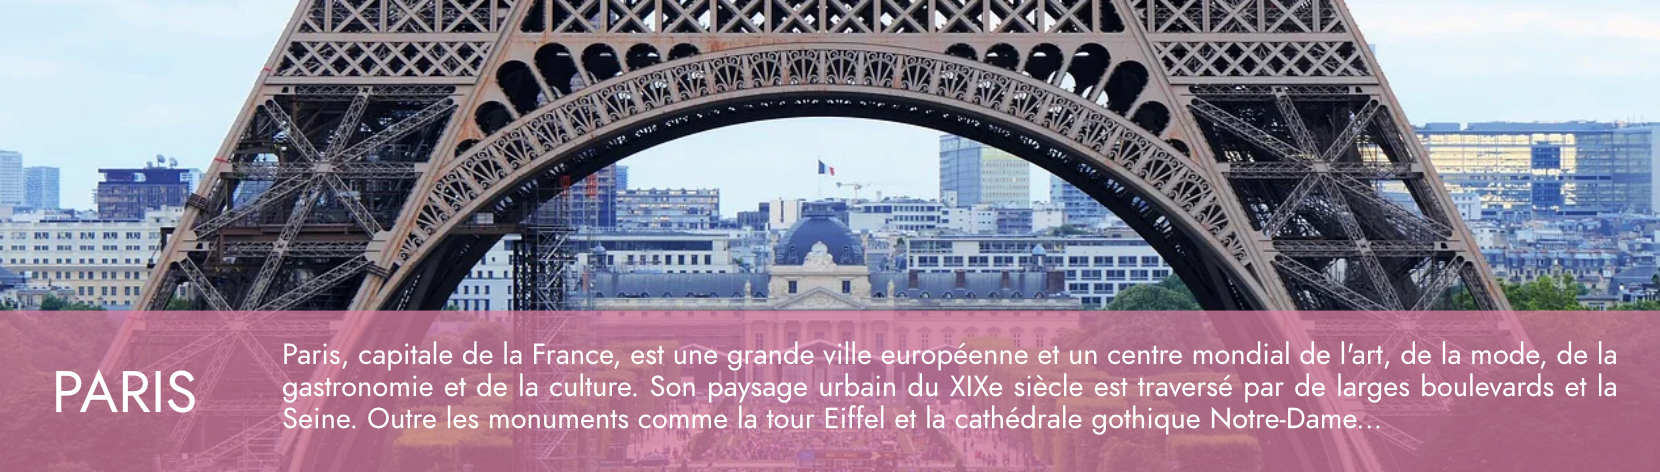 PARIS
Paris, capitale de la France, est une grande ville européenne et un centre mondial de l'art, de la mode, de la
gastronomie et de la culture. Son paysage urbain du XIXe siècle est traversé par de larges boulevards et la
Seine. Outre les monuments comme la tour Eiffel et la cathédrale gothique Notre-Dame...